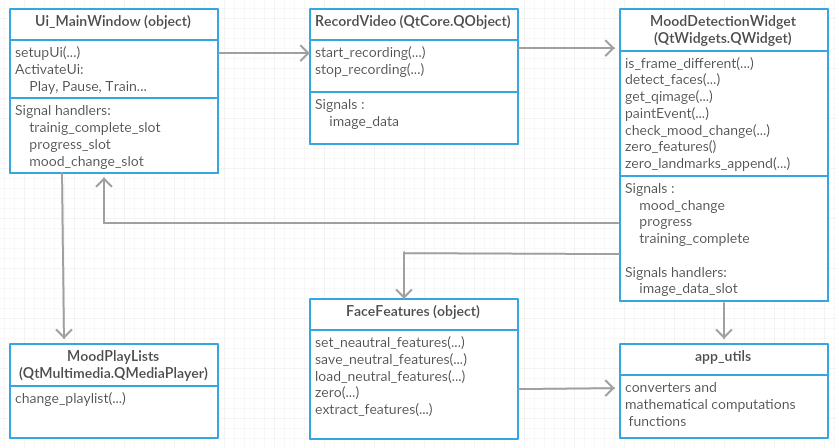 Ui_MainWindow (object)
setupUi(...)
ActivateUi:
Play, Pause, Train...
Signal handlers:
trainig_complete_slot
progress_slot
mood_change_slot
RecordVideo (QtCore.QObject)
start_recording(...)
stop_recording(...)
Signals :
image_data
MoodDetectionWidget
(QtWidgets.QWidget)
is_frame_different(...)
detect_faces(...)
get_qimage(...)
paintEvent(...)
check_mood_change(...)
zero_features()
zero_landmarks_append(...)
Signals :
mood_change
progress
training_complete
Signals handlers:
image_data_slot
MoodPlayLists
(QtMultimedia.QMediaPlayer)
change_playlist(...)
FaceFeatures (object)
set_neautral_features(...)
save_neutral_features(...)
load_neutral_features(...)
zero(...)
extract_features(...)
app_utils
converters and
mathematical computations
functions